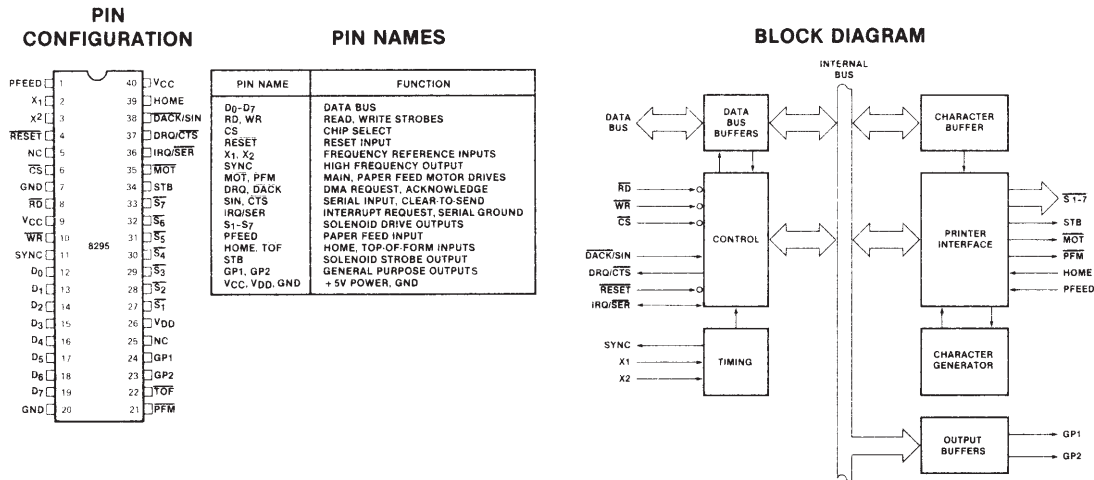 PIN
CONFIGURATION
PFEED 1
X1 2
X2 3
RESET 4
NC 5
CS 6
GND 7
RD 8
VCC 9
WR 10
SYNC 11
D0 12
D1 13
D2 14
D3 15
D4 16
D5 17
D6 18
D7 19
GND 20
8295
40 VCC
39 HOME
38 DACK/SIN
37 DRQ/CTS
36 IRQ/SER
35 MOT
34 STB
33 S7
32 S6
31 S5
30 S4
29 S3
28 S2
27 S1
26 VDD
25 NC
24 GP1
23 GP2
22 TOF
21 PFM
PIN NAMES
PIN NAME FUNCTION
D0-D7 DATA BUS
RD, WR READ, WRITE STROBES
CS CHIP SELECT
RESET RESET INPUT
X1, X2 FREQUENCY REFERENCE INPUTS
SYNC HIGH FREQUENCY OUTPUT
MOT, PFM MAIN, PAPER FEED MOTOR DRIVES
DRQ, DACK DMA REQUEST, ACKNOWLEDGE
SIN, CTS SERIAL INPUT, CLEAR-TO-SEND
IRQ/SER INTERRUPT REQUEST, SERIAL GROUND
S1-S7 SOLENOID DRIVE OUTPUTS
PFEED PAPER FEED INPUT
HOME, TOF HOME, TOP-OF-FORM INPUTS
STB SOLENOID STROBE OUTPUT
GP1, GP2 GENERAL PURPOSE OUTPUTS
VCC, VDD, GND +5V POWER, GND
BLOCK DIAGRAM
INTERNAL
BUS
DATA
BUS
DATA
BUS
BUFFERS
CHARACTER
BUFFER
RD
WR
CS
DACK/SIN
DRQ/CTS
RESET
IRQ/SER
CONTROL
PRINTER
INTERFACE
S1-7
STB
MOT
PFM
HOME
PFEED
SYNC
X1
X2
TIMING
CHARACTER
GENERATOR
OUTPUT
BUFFERS
GP1
GP2